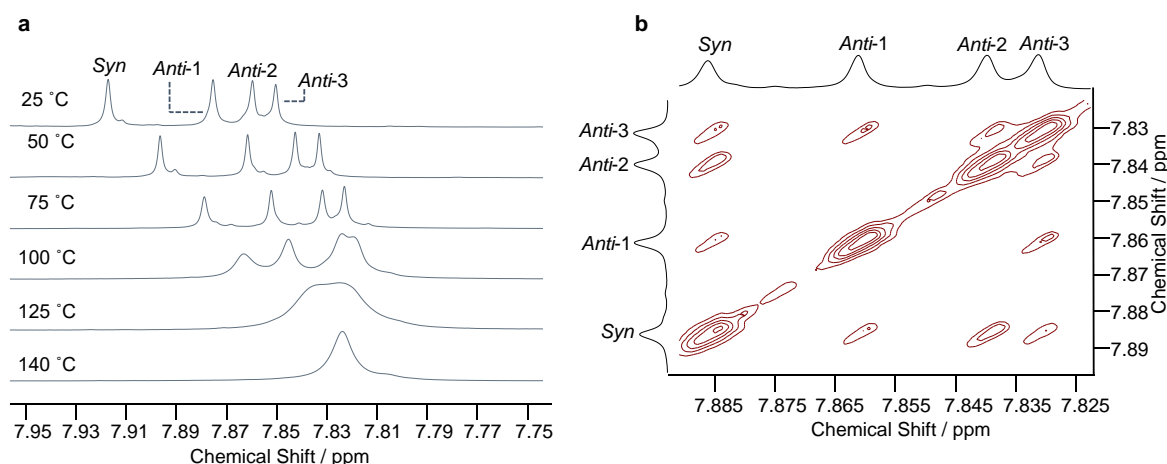 a
Syn
Anti-1
Anti-2
Anti-3
25 ˚C
50 ˚C
75 ˚C
100 ˚C
125 ˚C
140 ˚C
7.95 7.93 7.91 7.89 7.87 7.85 7.83 7.81 7.79 7.77 7.75
Chemical Shift / ppm
b
Syn
Anti-1
Anti-2
Anti-3
Anti-3
Anti-2
Anti-1
Syn
7.83
7.84
7.85
7.86
7.87
7.88
7.89
Chemical Shift / ppm
7.885 7.875 7.865 7.855 7.845 7.835 7.825
Chemical Shift / ppm